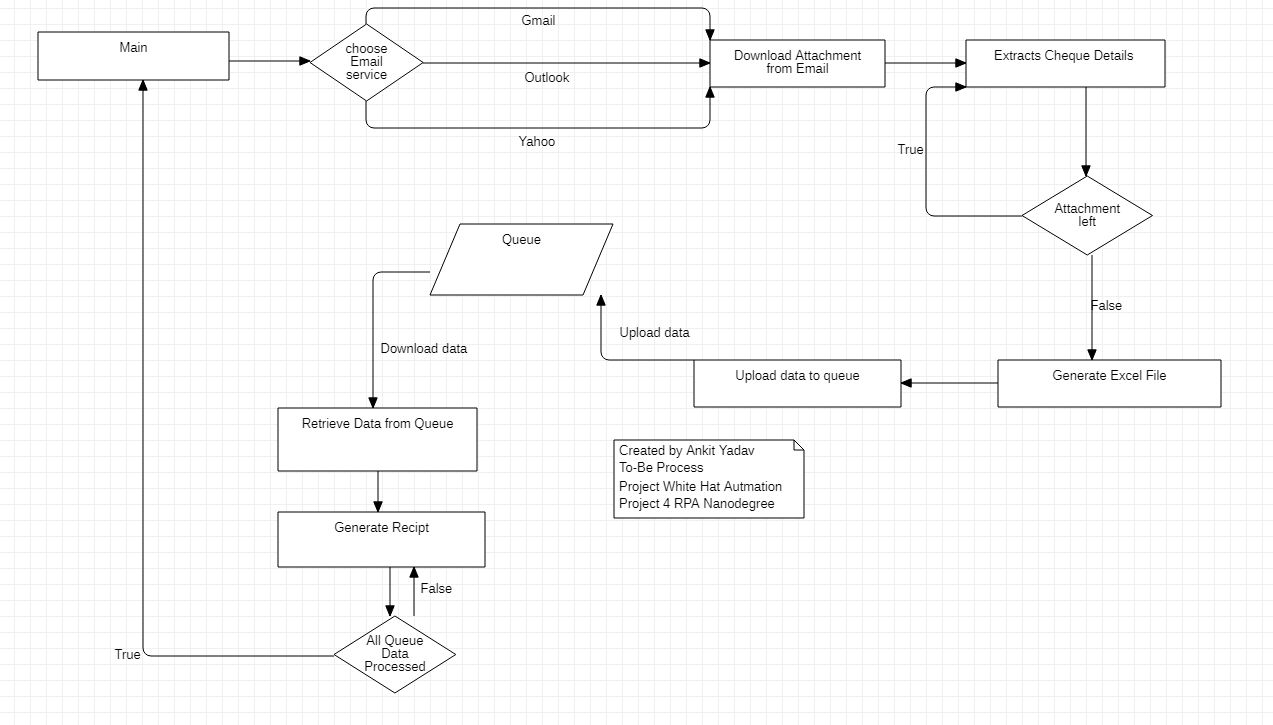 Gmail
Main
choose
Email
service
Outlook
Yahoo
Download Attachment
from Email
Extracts Cheque Details
True
Attachment
left
False
Queue
Upload data
Download data
Upload data to queue
Generate Excel File
Retrieve Data from Queue
Created by Ankit Yadav
To-Be Process
Project White Hat Autmation
Project 4 RPA Nanodegree
Generate Recipt
False
All Queue
Data
Processed
True